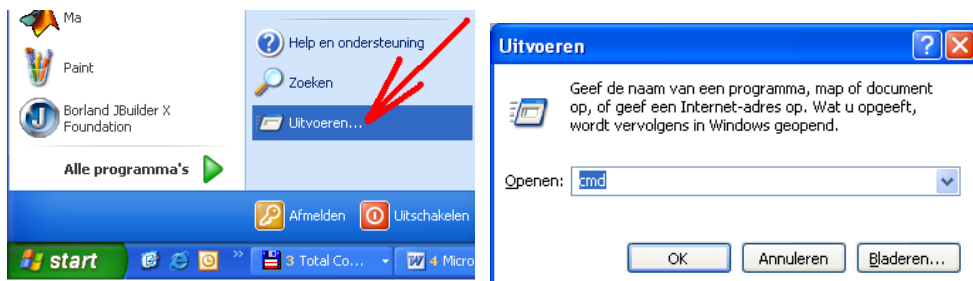 Ma
Paint
Borland JBuilder X
Foundation
Alle programma's
Help en ondersteuning
Zoeken
Uitvoeren...
Afmelden
Uitschakelen
start
3 Total Co...
4 Micro
Uitvoeren
Geef de naam van een programma, map of document
op, of geef een Internet-adres op. Wat u opgeeft,
wordt vervolgens in Windows geopend.
Openen: cmd
OK
Annuleren
Bladeren...